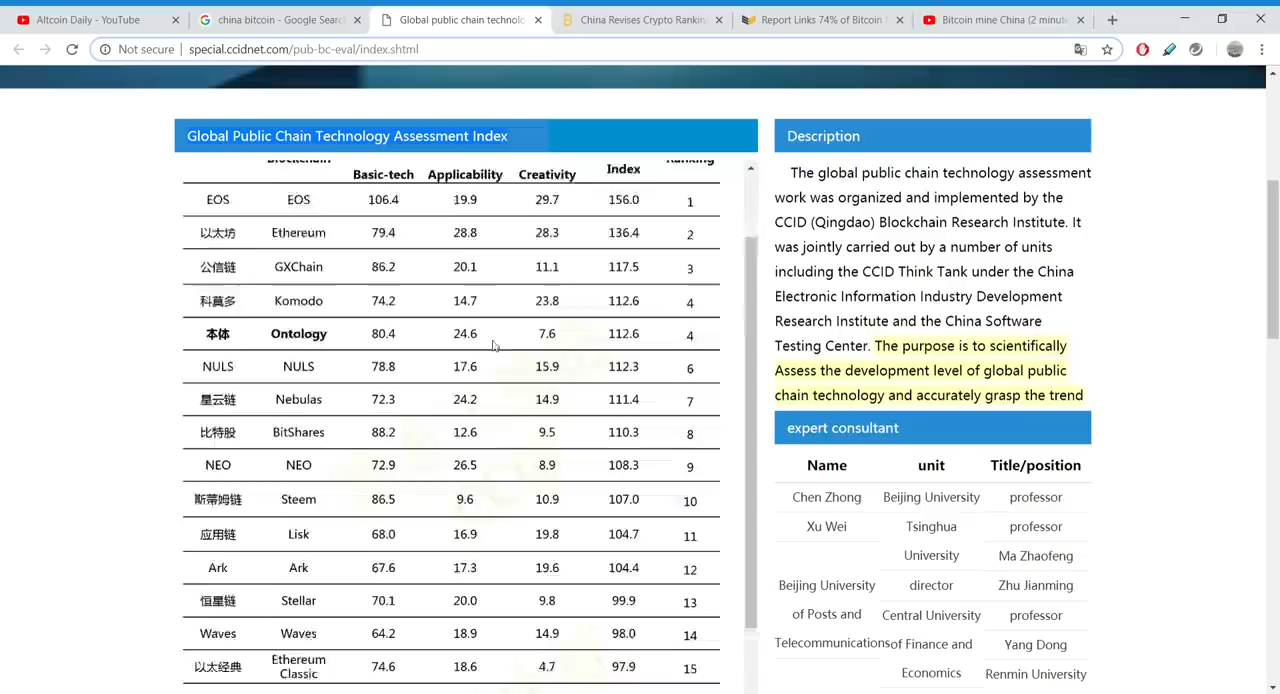 Altcoin Daily - YouTube
china bitcoin - Google Searc
Global public chain technolo
China Revises Crypto Rankin
Report Links 74% of Bitcoin
Bitcoin mine China (2 minut
Not secure | special.ccidnet.com/pub-bc-eval/index.shtml
Global Public Chain Technology Assessment Index
Blockchain Basic-tech Applicability Creativity Index Ranking
EOS EOS 106.4 19.9 29.7 156.0 1
以太坊 Ethereum 79.4 28.8 28.3 136.4 2
公信链 GXChain 86.2 20.1 11.1 117.5 3
科莫多 Komodo 74.2 14.7 23.8 112.6 4
本体 Ontology 80.4 24.6 7.6 112.6 4
NULS NULS 78.8 17.6 15.9 112.3 6
星云链 Nebulas 72.3 24.2 14.9 111.4 7
比特股 BitShares 88.2 12.6 9.5 110.3 8
NEO NEO 72.9 26.5 8.9 108.3 9
斯蒂姆链 Steem 86.5 9.6 10.9 107.0 10
应用链 Lisk 68.0 16.9 19.8 104.7 11
Ark Ark 67.6 17.3 19.6 104.4 12
恒星链 Stellar 70.1 20.0 9.8 99.9 13
Waves Waves 64.2 18.9 14.9 98.0 14
以太经典 Ethereum Classic 74.6 18.6 4.7 97.9 15
Description
The global public chain technology assessment
work was organized and implemented by the
CCID (Qingdao) Blockchain Research Institute. It
was jointly carried out by a number of units
including the CCID Think Tank under the China
Electronic Information Industry Development
Research Institute and the China Software
Testing Center. The purpose is to scientifically
Assess the development level of global public
chain technology and accurately grasp the trend
expert consultant
Name unit Title/position
Chen Zhong Beijing University professor
Xu Wei Tsinghua professor
University Ma Zhaofeng
Beijing University director Zhu Jianming
of Posts and Central University professor
Telecommunications of Finance and Yang Dong
Economics Renmin University